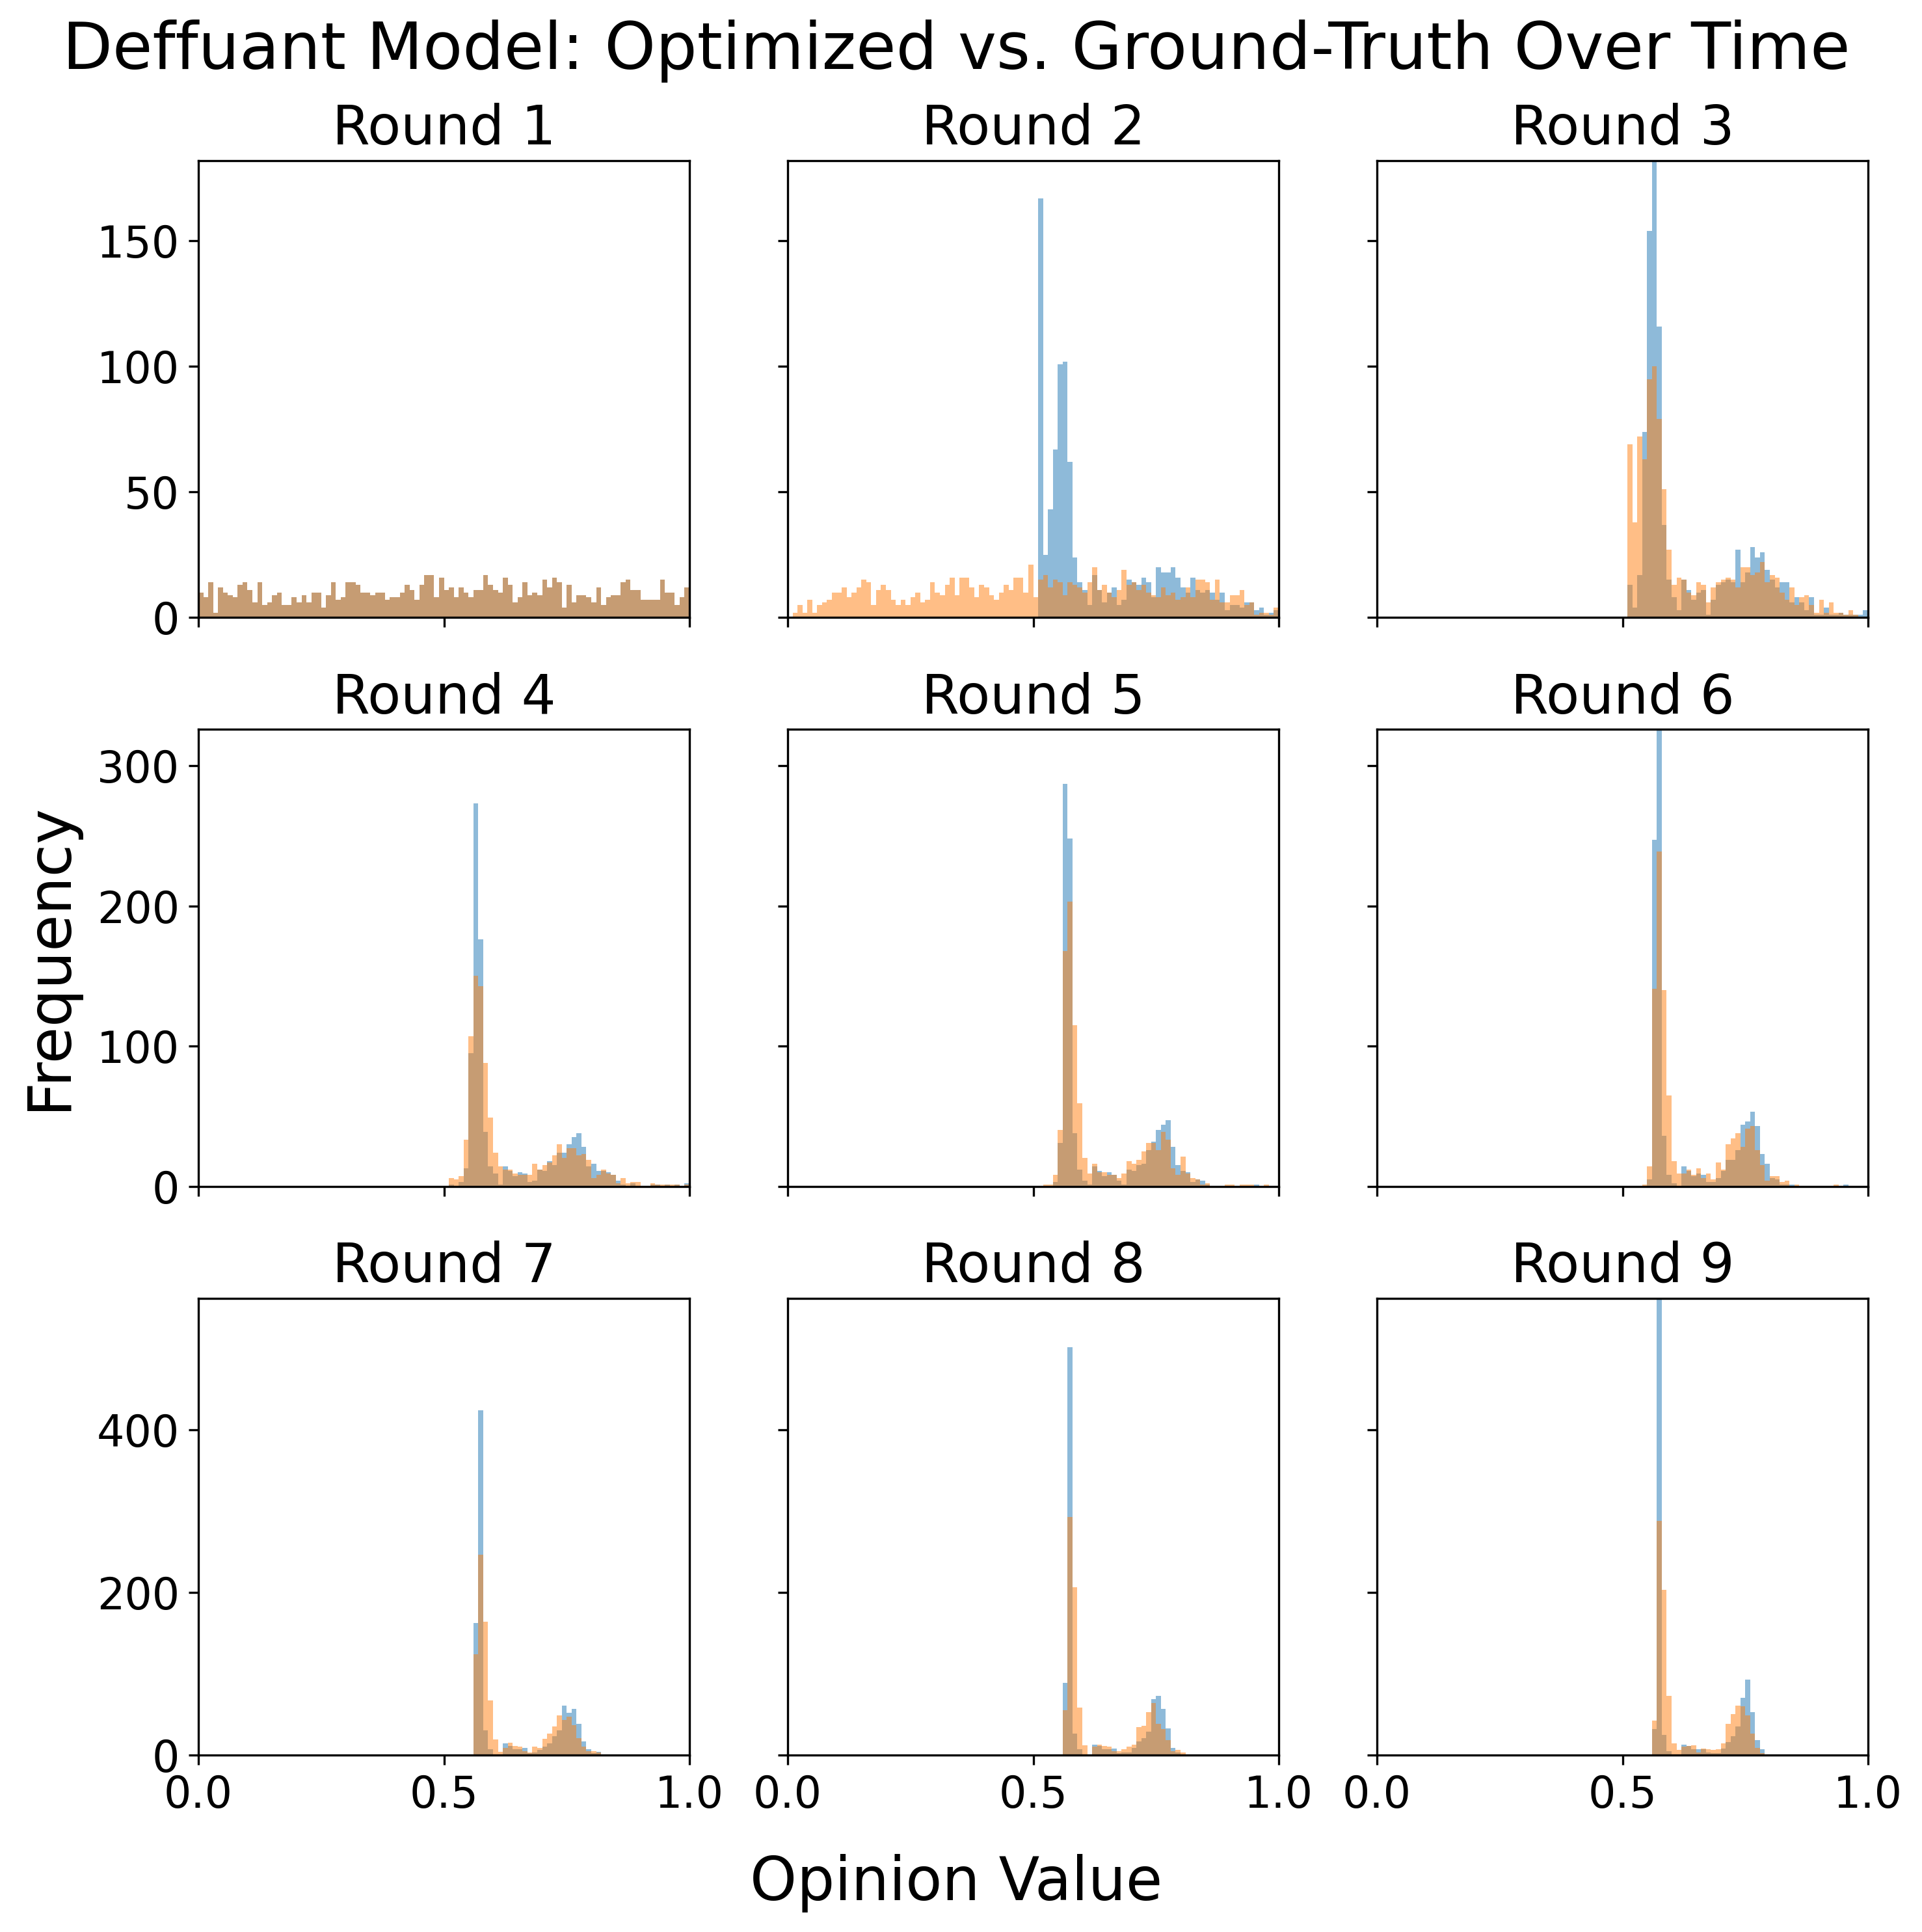 Deffuant Model: Optimized vs. Ground-Truth Over Time
Round 1
Round 2
Round 3
150
100
50
0
Round 4
Round 5
Round 6
300
200
100
0
Frequency
Round 7
Round 8
Round 9
400
200
0
0.0 0.5 1.0 0.0 0.5 1.0 0.0 0.5 1.0
Opinion Value